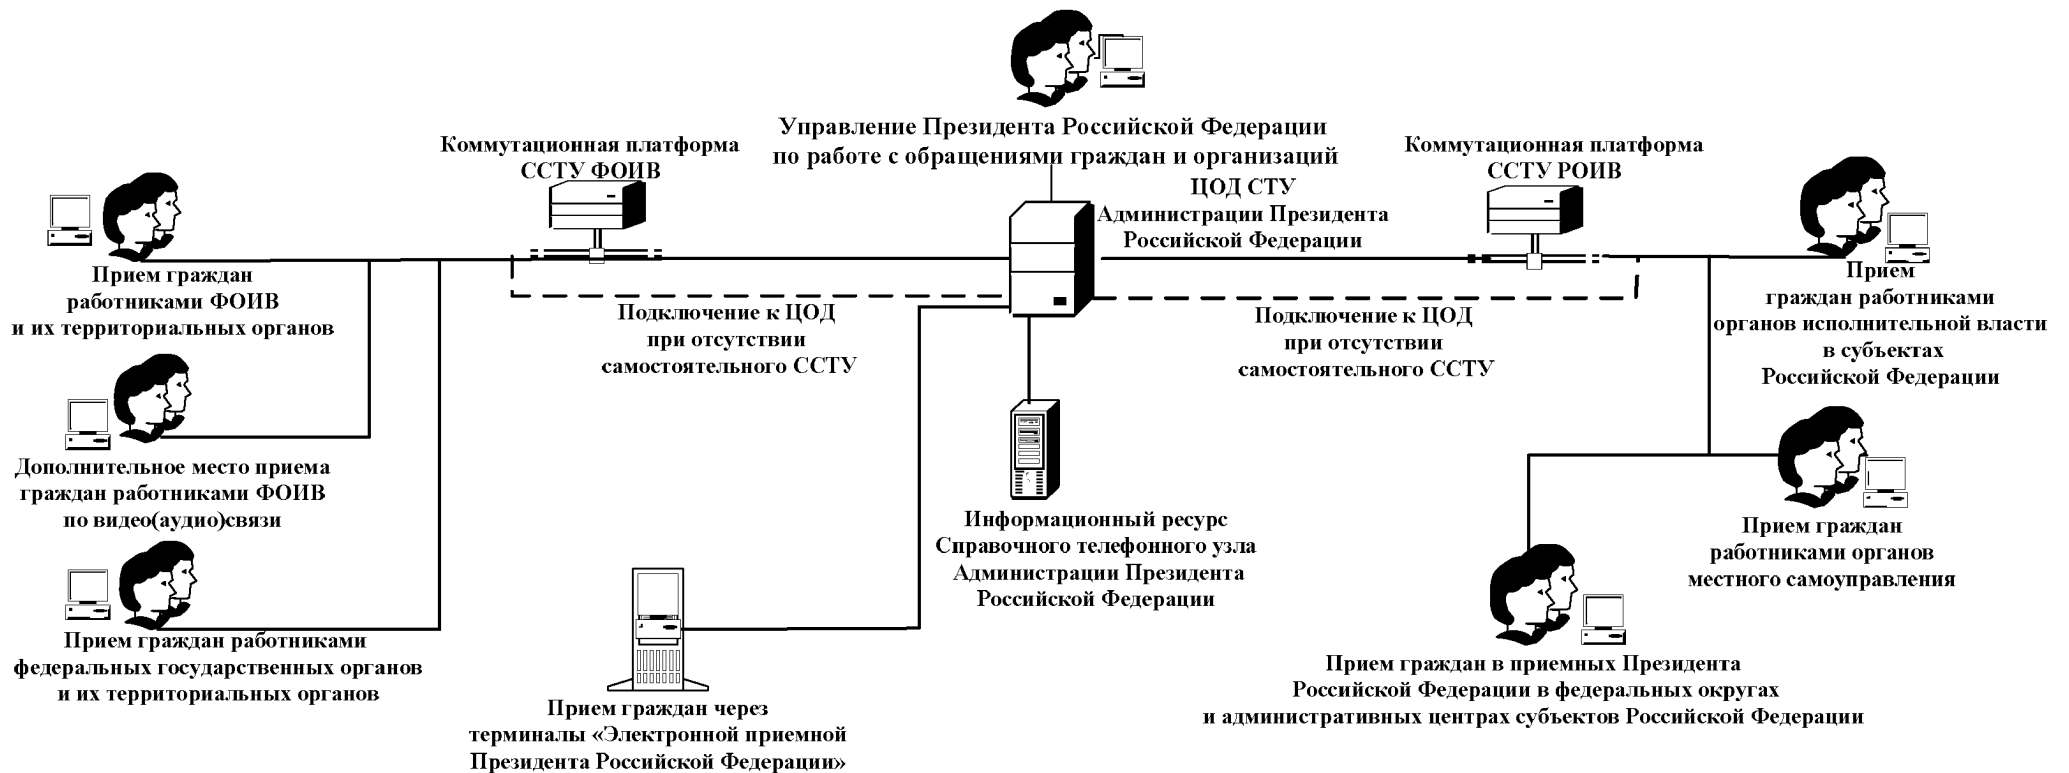 Управление Президента Российской Федерации
по работе с обращениями граждан и организаций
Коммутационная платформа
ССТУ ФОИВ
Коммутационная платформа
ССТУ РОИВ
ЦОД СТУ
Администрации Президента
Российской Федерации
Прием граждан
работниками ФОИВ
и их территориальных органов
Подключение к ЦОД
при отсутствии
самостоятельного ССТУ
Подключение к ЦОД
при отсутствии
самостоятельного ССТУ
Прием
граждан работниками
органов исполнительной власти
в субъектах
Российской Федерации
Дополнительное место приема
граждан работниками ФОИВ
по видео(аудио)связи
Информационный ресурс
Справочного телефонного узла
Администрации Президента
Российской Федерации
Прием граждан
работниками органов
местного самоуправления
Прием граждан работниками
федеральных государственных органов
и их территориальных органов
Прием граждан через
терминалы «Электронной приемной
Президента Российской Федерации»
Прием граждан в приемных Президента
Российской Федерации в федеральных округах
и административных центрах субъектов Российской Федерации